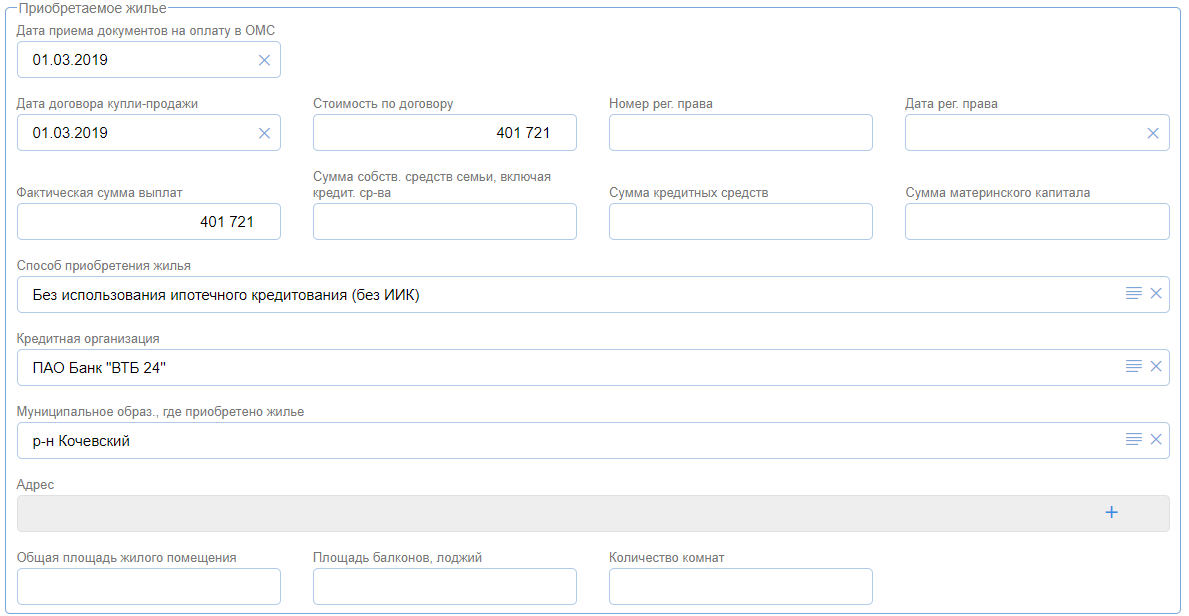 Приобретаемое жилье
Дата приема документов на оплату в ОМС
01.03.2019
Дата договора купли-продажи
Стоимость по договору
Номер рег. права
Дата рег. права
01.03.2019
401 721
Фактическая сумма выплат
Сумма собств. средств семьи, включая
кредит. ср-ва
Сумма кредитных средств
Сумма материнского капитала
401 721
Способ приобретения жилья
Без использования ипотечного кредитования (без ИИК)
Кредитная организация
ПАО Банк "ВТБ 24"
Муниципальное образ., где приобретено жилье
р-н Кочевский
Адрес
Общая площадь жилого помещения
Площадь балконов, лоджий
Количество комнат